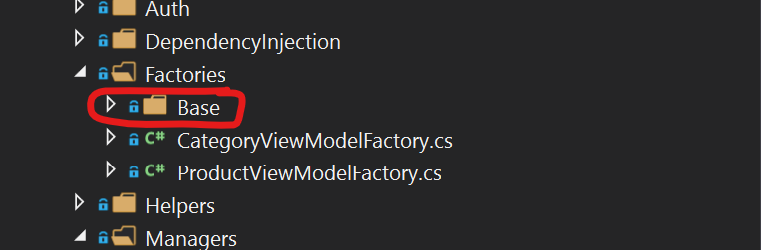 Auth
DependencyInjection
Factories
Base
C# CategoryViewModelFactory.cs
C# ProductViewModelFactory.cs
Helpers
Managers